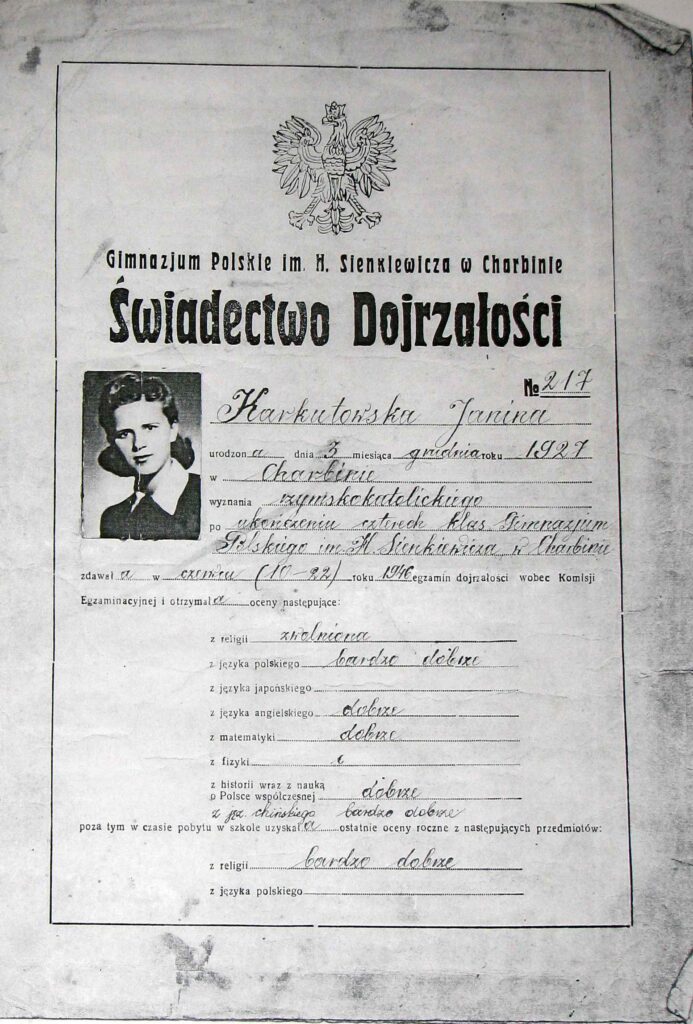 Gimnazjum Polskie im. H. Sienkiewicza w Charbinie
Świadectwo Dojrzałości
№ 217
Karkutowska Janina
urodzona dnia 3 miesiąca grudnia roku 1927
w Charbinie
wyznania rzymskokatolickiego
po ukończeniu czterech klas Gimnazjum
Polskiego im. H. Sienkiewicza w Charbinie
zdawała w czerwcu (10-22) roku 1946 egzamin dojrzałości wobec Komisji
Egzaminacyjnej i otrzymała oceny następujące:
z religii zwolniona
z języka polskiego bardzo dobrze
z języka japońskiego
z języka angielskiego dobrze
z matematyki dobrze
z fizyki
z historii wraz z nauką
o Polsce współczesnej dobrze
z jęz. chińskiego bardzo dobrze
poza tym w czasie pobytu w szkole uzyskała ostatnie oceny roczne z następujących przedmiotów:
z religii bardzo dobrze
z języka polskiego